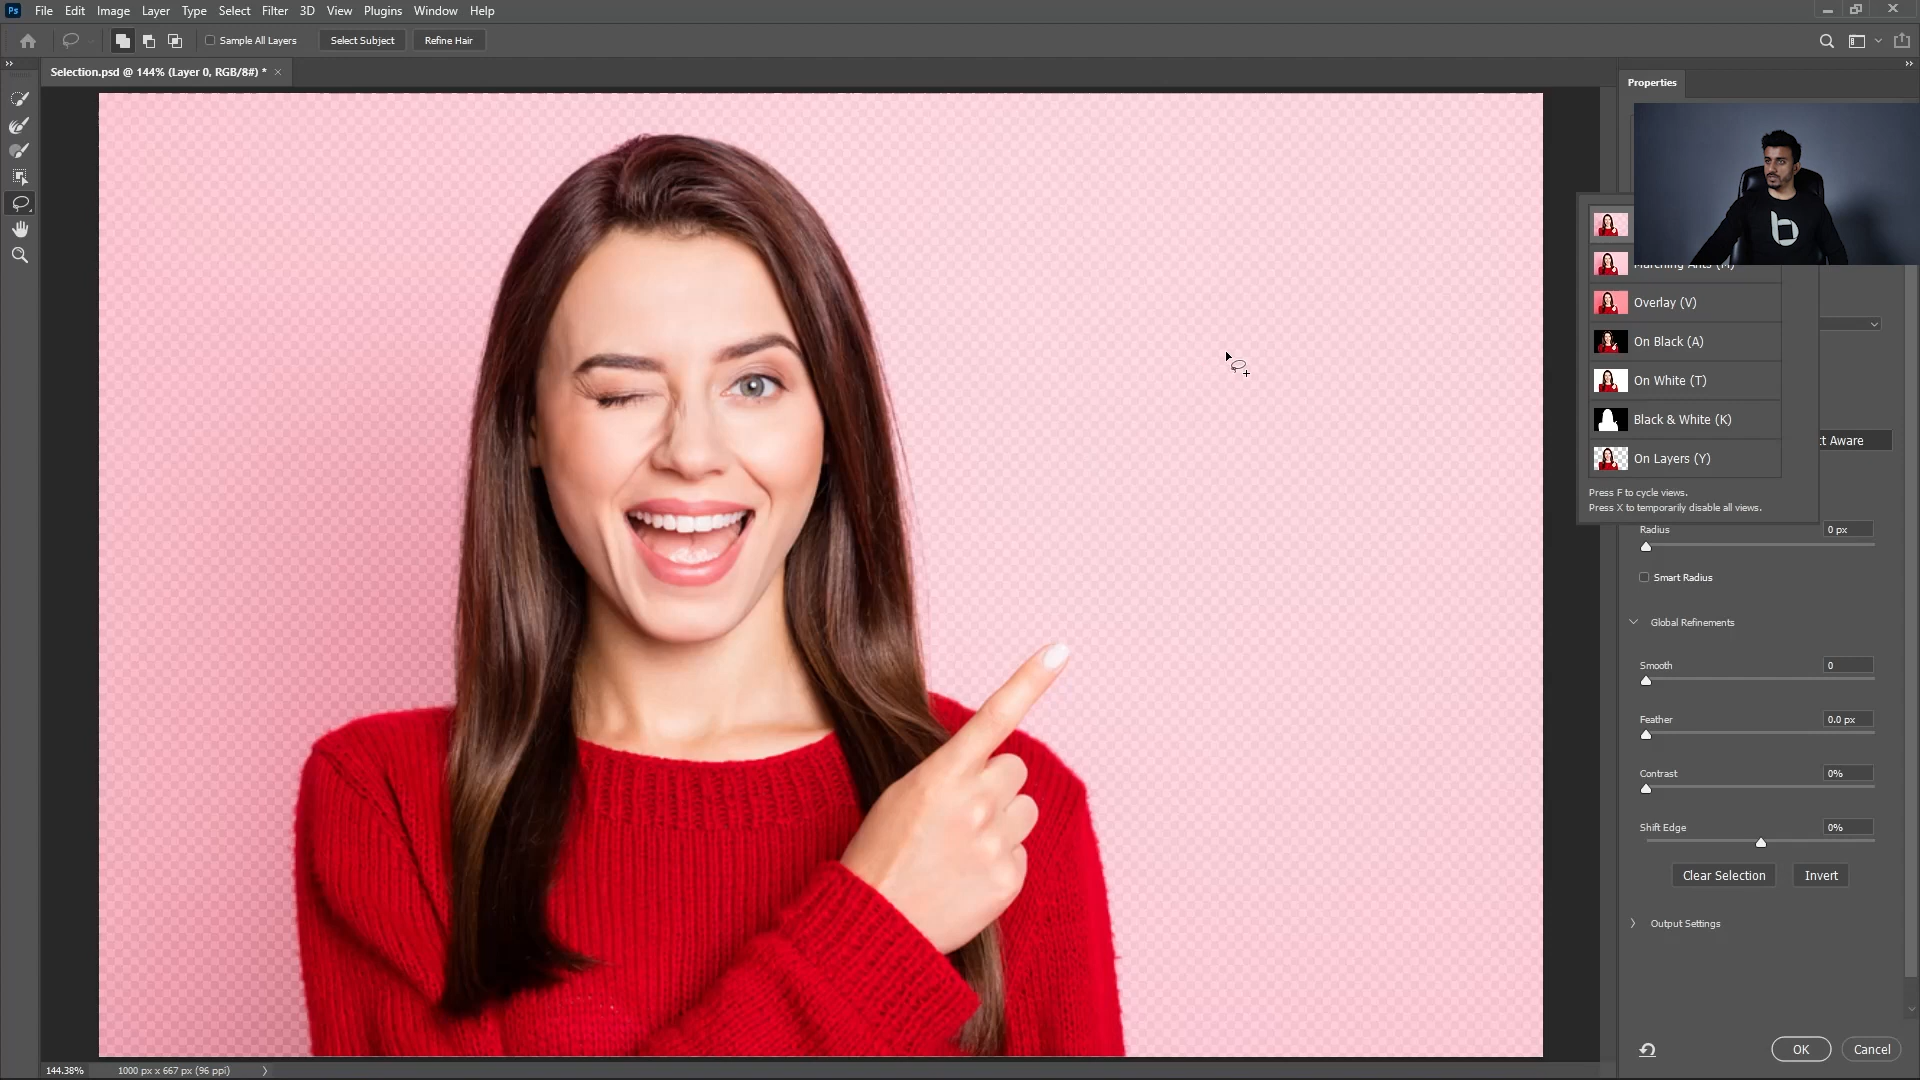 Ps File Edit Image Layer Type Select Filter 3D View Plugins Window Help
Sample All Layers Select Subject Refine Hair
Selection.psd @ 144% (Layer 0, RGB/8#) * ×
Properties
Marching Ants (M)
Overlay (V)
On Black (A)
On White (T)
Black & White (K)
ct Aware
On Layers (Y)
Press F to cycle views.
Press X to temporarily disable all views.
Radius 0 px
Smart Radius
Global Refinements
Smooth 0
Feather 0.0 px
Contrast 0%
Shift Edge 0%
Clear Selection Invert
Output Settings
OK Cancel
144.38% 1000 px x 667 px (96 ppi)